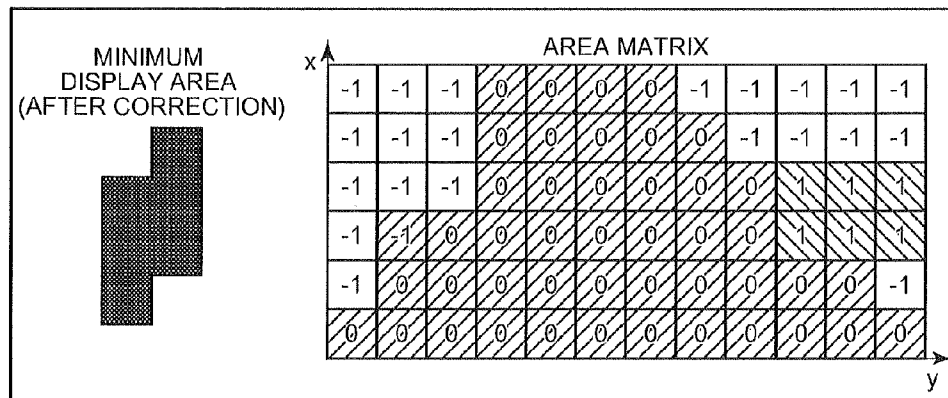 MINIMUM
DISPLAY AREA
(AFTER CORRECTION)
AREA MATRIX
x
-1 -1 -1 0 0 0 0 -1 -1 -1 -1 -1
-1 -1 -1 0 0 0 0 0 -1 -1 -1 -1
-1 -1 -1 0 0 0 0 0 0 1 1 1
-1 -1 0 0 0 0 0 0 0 1 1 1
-1 0 0 0 0 0 0 0 0 0 0 -1
0 0 0 0 0 0 0 0 0 0 0 0
y